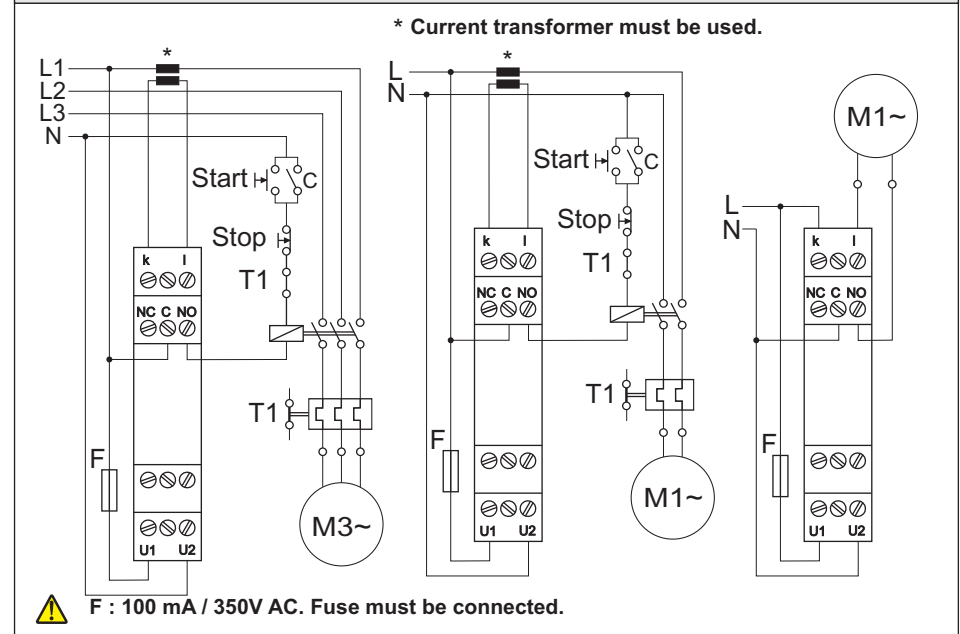 * Current transformer must be used.
*
L1
L2
L3
N
Start
C
Stop
T1
k l
NC C NO
T1
F
U1 U2
M3~
*
L
N
Start
C
Stop
T1
k l
NC C NO
T1
F
U1 U2
M1~
M1~
L
N
k l
NC C NO
F
U1 U2
F : 100 mA / 350V AC. Fuse must be connected.